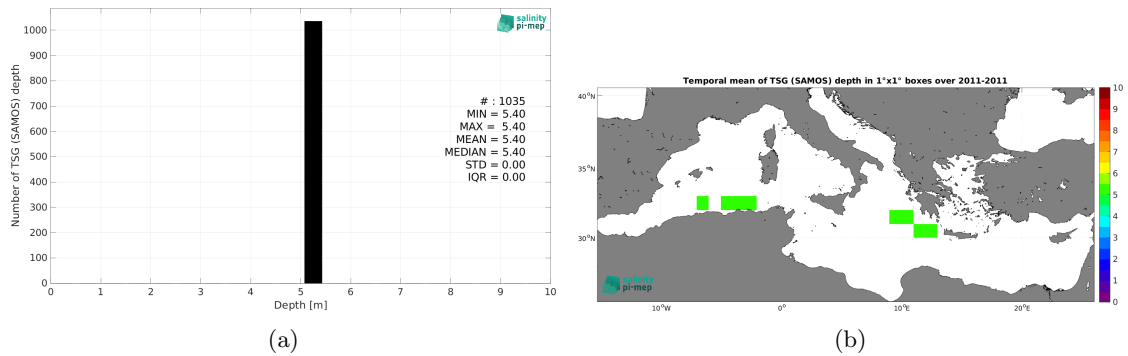 1000
900
800
700
600
500
400
300
200
100
0
Number of TSG (SAMOS) depth
0 1 2 3 4 5 6 7 8 9 10
Depth [m]
salinity
pi-mep
# : 1035
MIN = 5.40
MAX = 5.40
MEAN = 5.40
MEDIAN = 5.40
STD = 0.00
IQR = 0.00
(a)
Temporal mean of TSG (SAMOS) depth in 1°x1° boxes over 2011-2011
40°N
35°N
30°N
10°W 0° 10°E 20°E
salinity
pi-mep
10
9
8
7
6
5
4
3
2
1
0
(b)